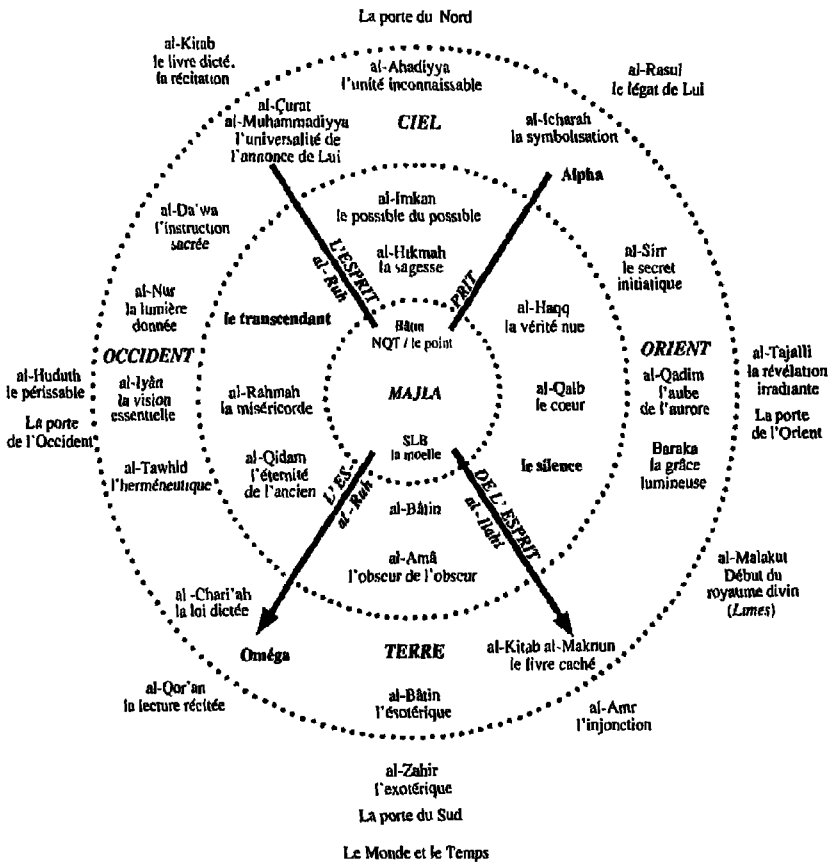 La porte du Nord
al-Kitab
le livre dicté,
la récitation
al-Ahadiyya
l'unité inconnaissable
al-Rasul
le légat de Lui
al-Çurat
al-Muhammadiyya
l'universalité de
l'annonce de Lui
CIEL
al-Icharah
la symbolisation
Alpha
al-Imkan
le possible du possible
al-Da'wa
l'instruction
sacrée
L'ESPRIT
al-Ruh
al-Hikmah
la sagesse
PRIT
al-Sirr
le secret
initiatique
al-Nur
la lumière
donnée
le transcendant
Bâtin
NQT / le point
al-Haqq
la vérité nue
OCCIDENT
ORIENT
al-Huduth
le périssable
La porte
de l'Occident
al-Iyân
la vision
essentielle
al-Rahmah
la miséricorde
MAJLA
al-Qalb
le cœur
al-Qadim
l'aube
de l'aurore
al-Tajalli
la révélation
irradiante
La porte
de l'Orient
al-Tawhid
l'herméneutique
al-Qidam
l'éternité
de l'ancien
SLB
la moelle
le silence
Baraka
la grâce
lumineuse
L'ES-
al-Ruh
DE L'ESPRIT
al-Ilahi
al-Bâtin
al-Amâ
l'obscur de l'obscur
al-Malakut
Début du
royaume divin
(Limes)
al-Chari'ah
la loi dictée
Oméga
TERRE
al-Kitab al-Maknun
le livre caché
al-Qor'an
la lecture récitée
al-Bâtin
l'ésotérique
al-Amr
l'injonction
al-Zahir
l'exotérique
La porte du Sud
Le Monde et le Temps